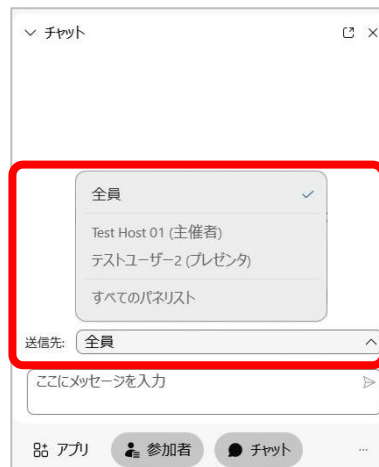 チャット
全員
Test Host 01 (主催者)
テストユーザー2 (プレゼンタ)
すべてのパネリスト
送信先: 全員
ここにメッセージを入力
アプリ 参加者 チャット ...